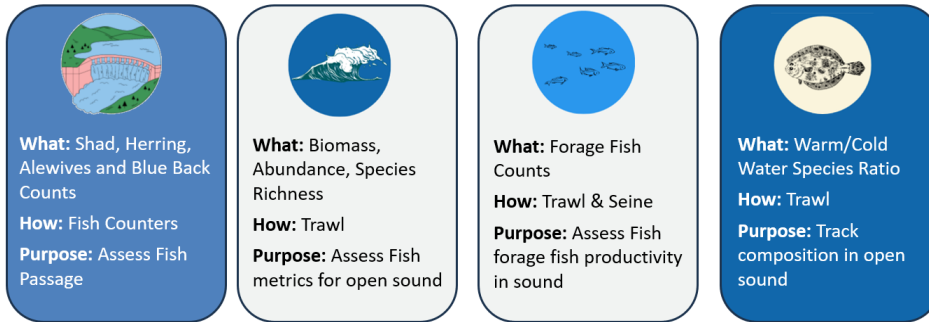 What: Shad, Herring,
Alewives and Blue Back
Counts
How: Fish Counters
Purpose: Assess Fish
Passage
What: Biomass,
Abundance, Species
Richness
How: Trawl
Purpose: Assess Fish
metrics for open sound
What: Forage Fish
Counts
How: Trawl & Seine
Purpose: Assess Fish
forage fish productivity
in sound
What: Warm/Cold
Water Species Ratio
How: Trawl
Purpose: Track
composition in open
sound